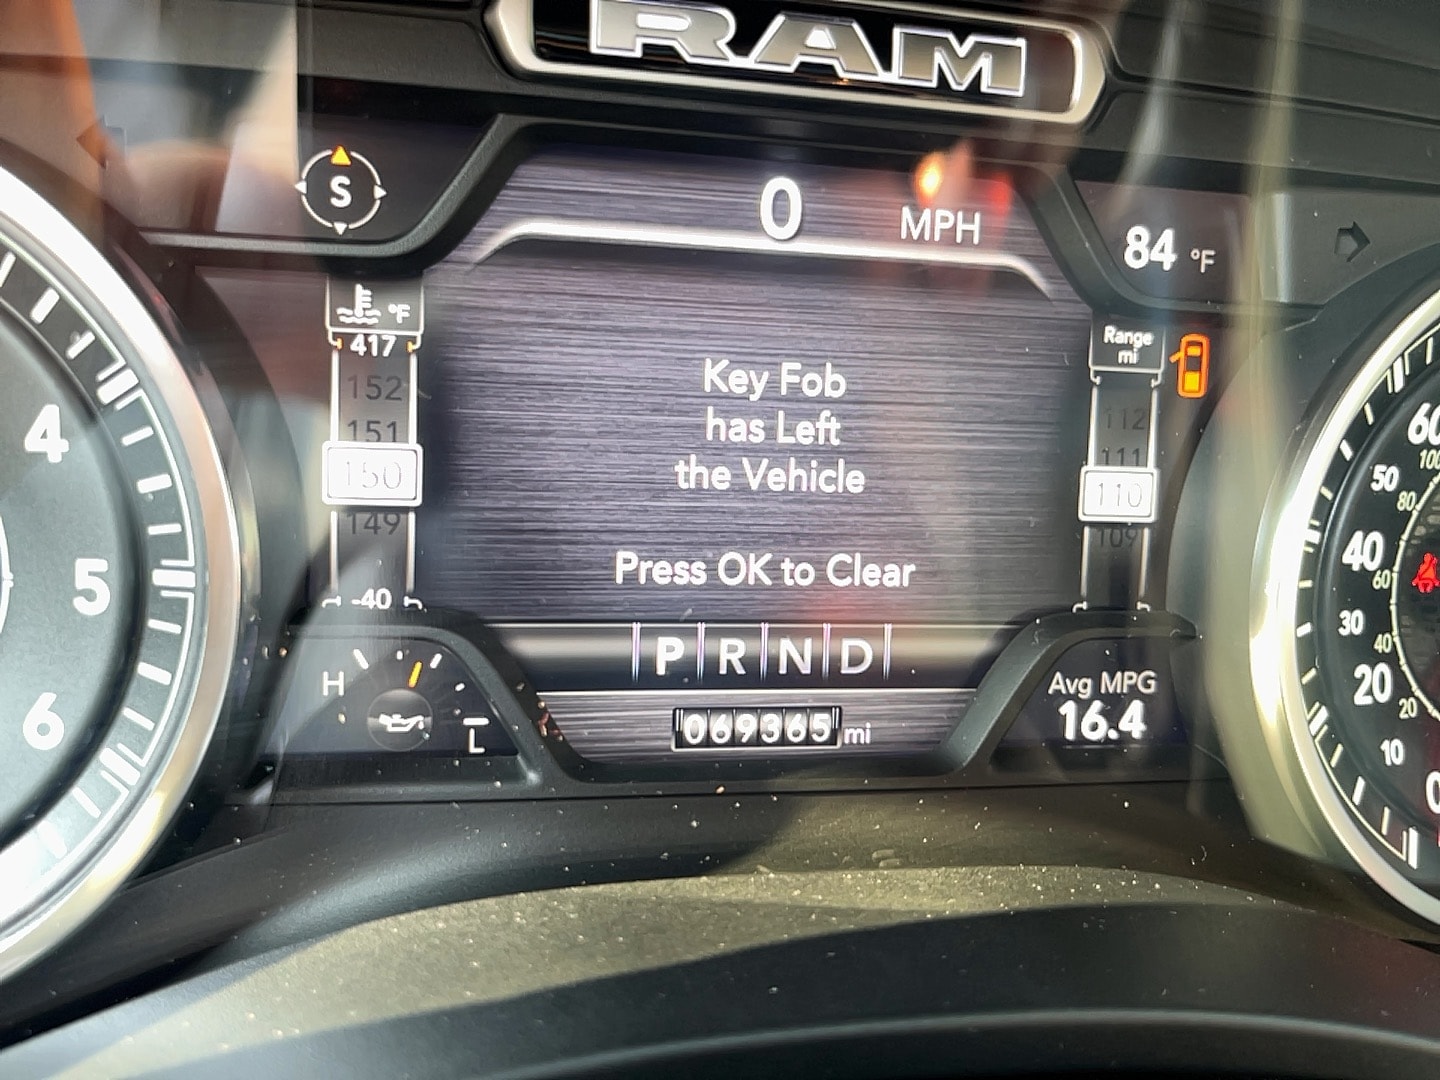 RAM
S
0 MPH
84 °F
°F
417
152
151
150
149
-40
Range
mi
112
111
110
109
Key Fob
has Left
the Vehicle
Press OK to Clear
P R N D
069365 mi
H
L
Avg MPG
16.4
4
5
6
60
100
50
80
40
60
30
40
20
20
10
0